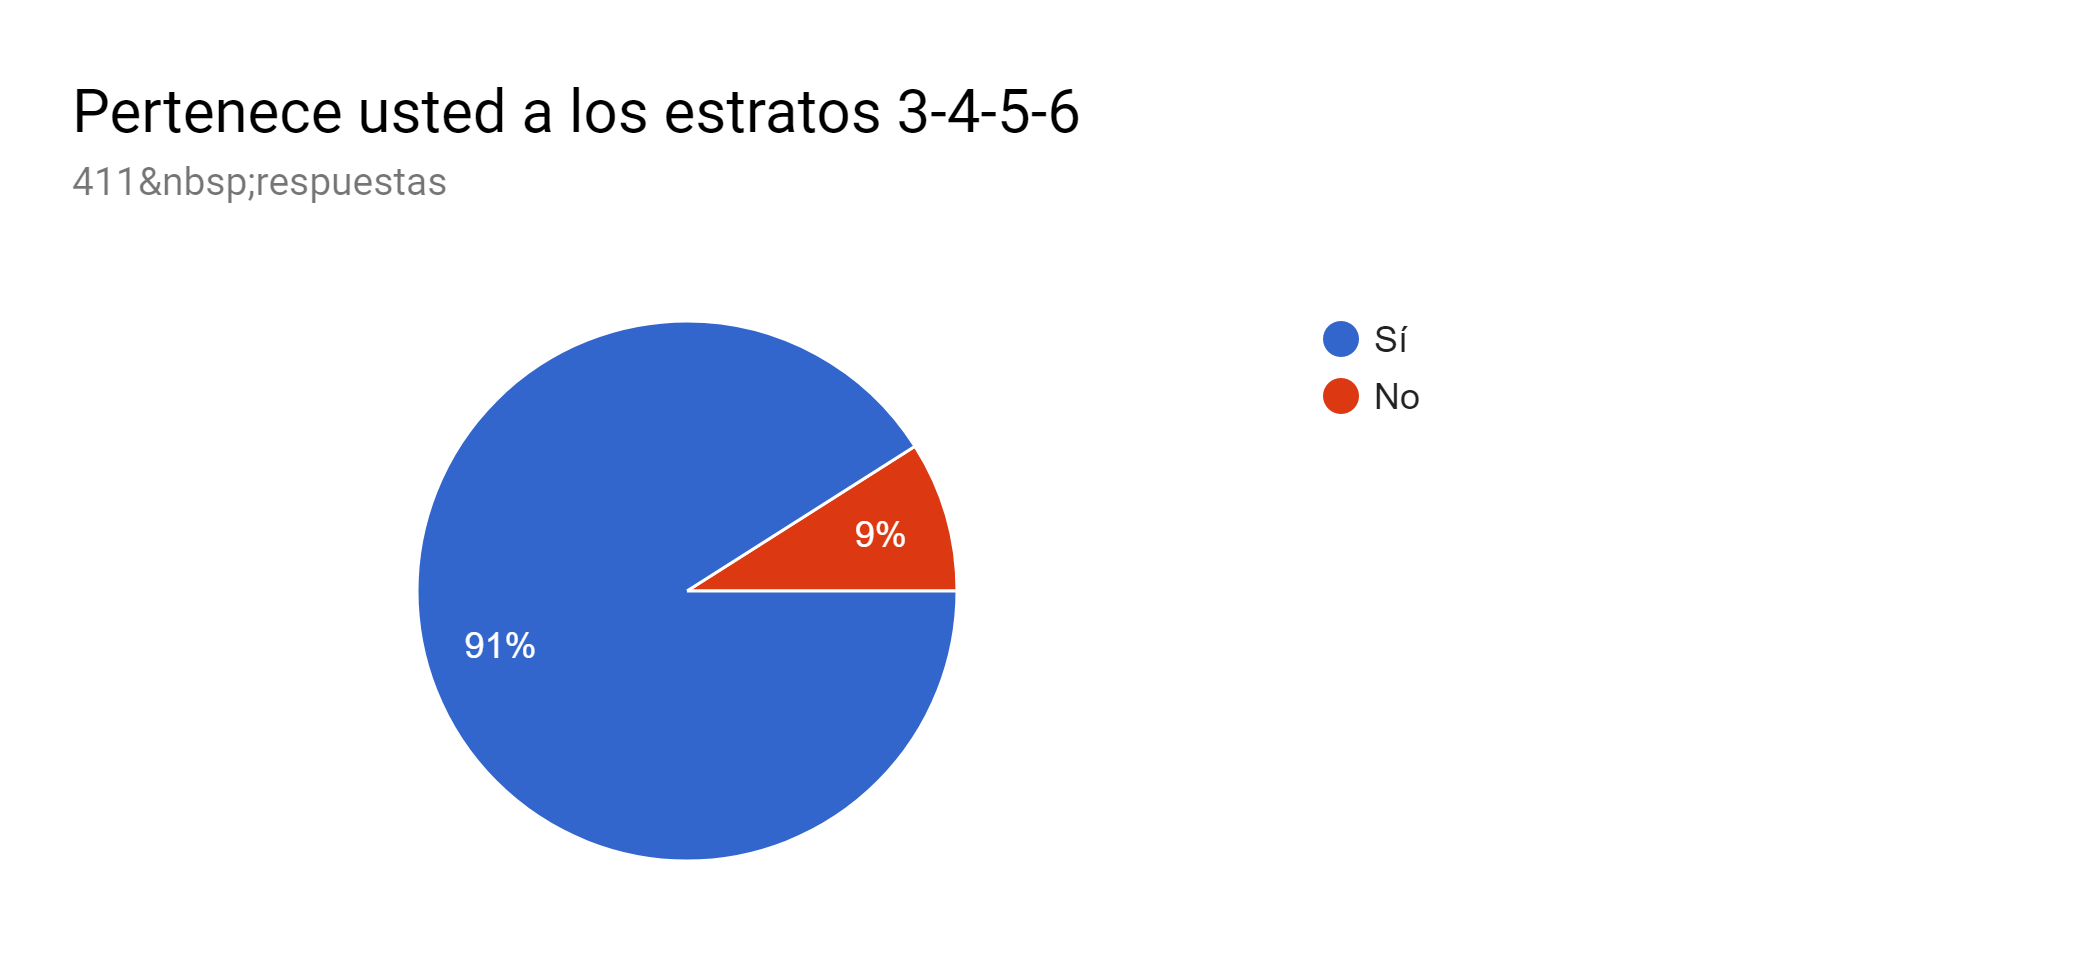 Pertenece usted a los estratos 3-4-5-6
411&nbsp;respuestas
Sí
No
9%
91%